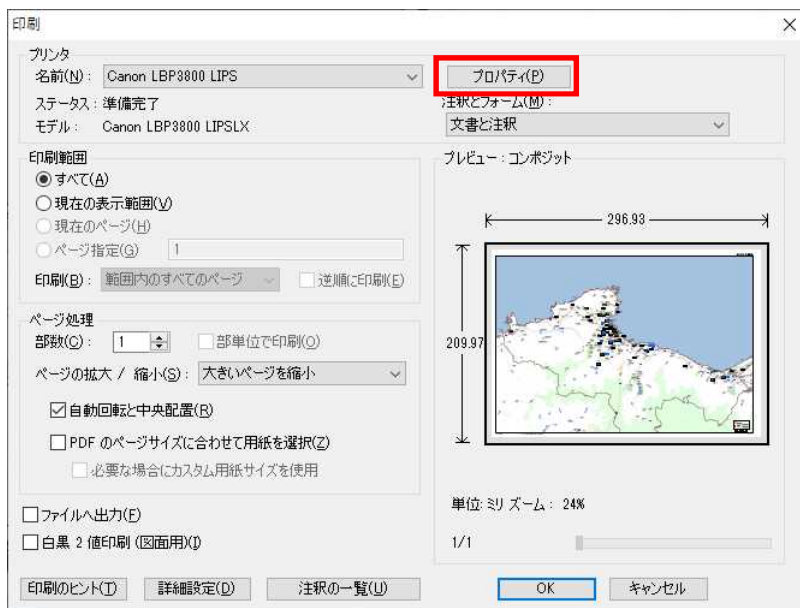 印刷
プリンタ
名前(N): Canon LBP3800 LIPS
プロパティ(P)
ステータス: 準備完了
注釈とフォーム(M):
モデル: Canon LBP3800 LIPSLX
文書と注釈
印刷範囲
すべて(A)
現在の表示範囲(V)
現在のページ(H)
ページ指定(G) 1
印刷(B): 範囲内のすべてのページ 逆順に印刷(E)
ページ処理
部数(C): 1 部単位で印刷(O)
ページの拡大 / 縮小(S): 大きいページを縮小
自動回転と中央配置(R)
PDF のページサイズに合わせて用紙を選択(Z)
必要な場合にカスタム用紙サイズを使用
ファイルへ出力(F)
白黒 2 値印刷 (図面用)(I)
プレビュー: コンポジット
296.93
209.97
単位: ミリ ズーム: 24%
1/1
印刷のヒント(T) 詳細設定(D) 注釈の一覧(U) OK キャンセル